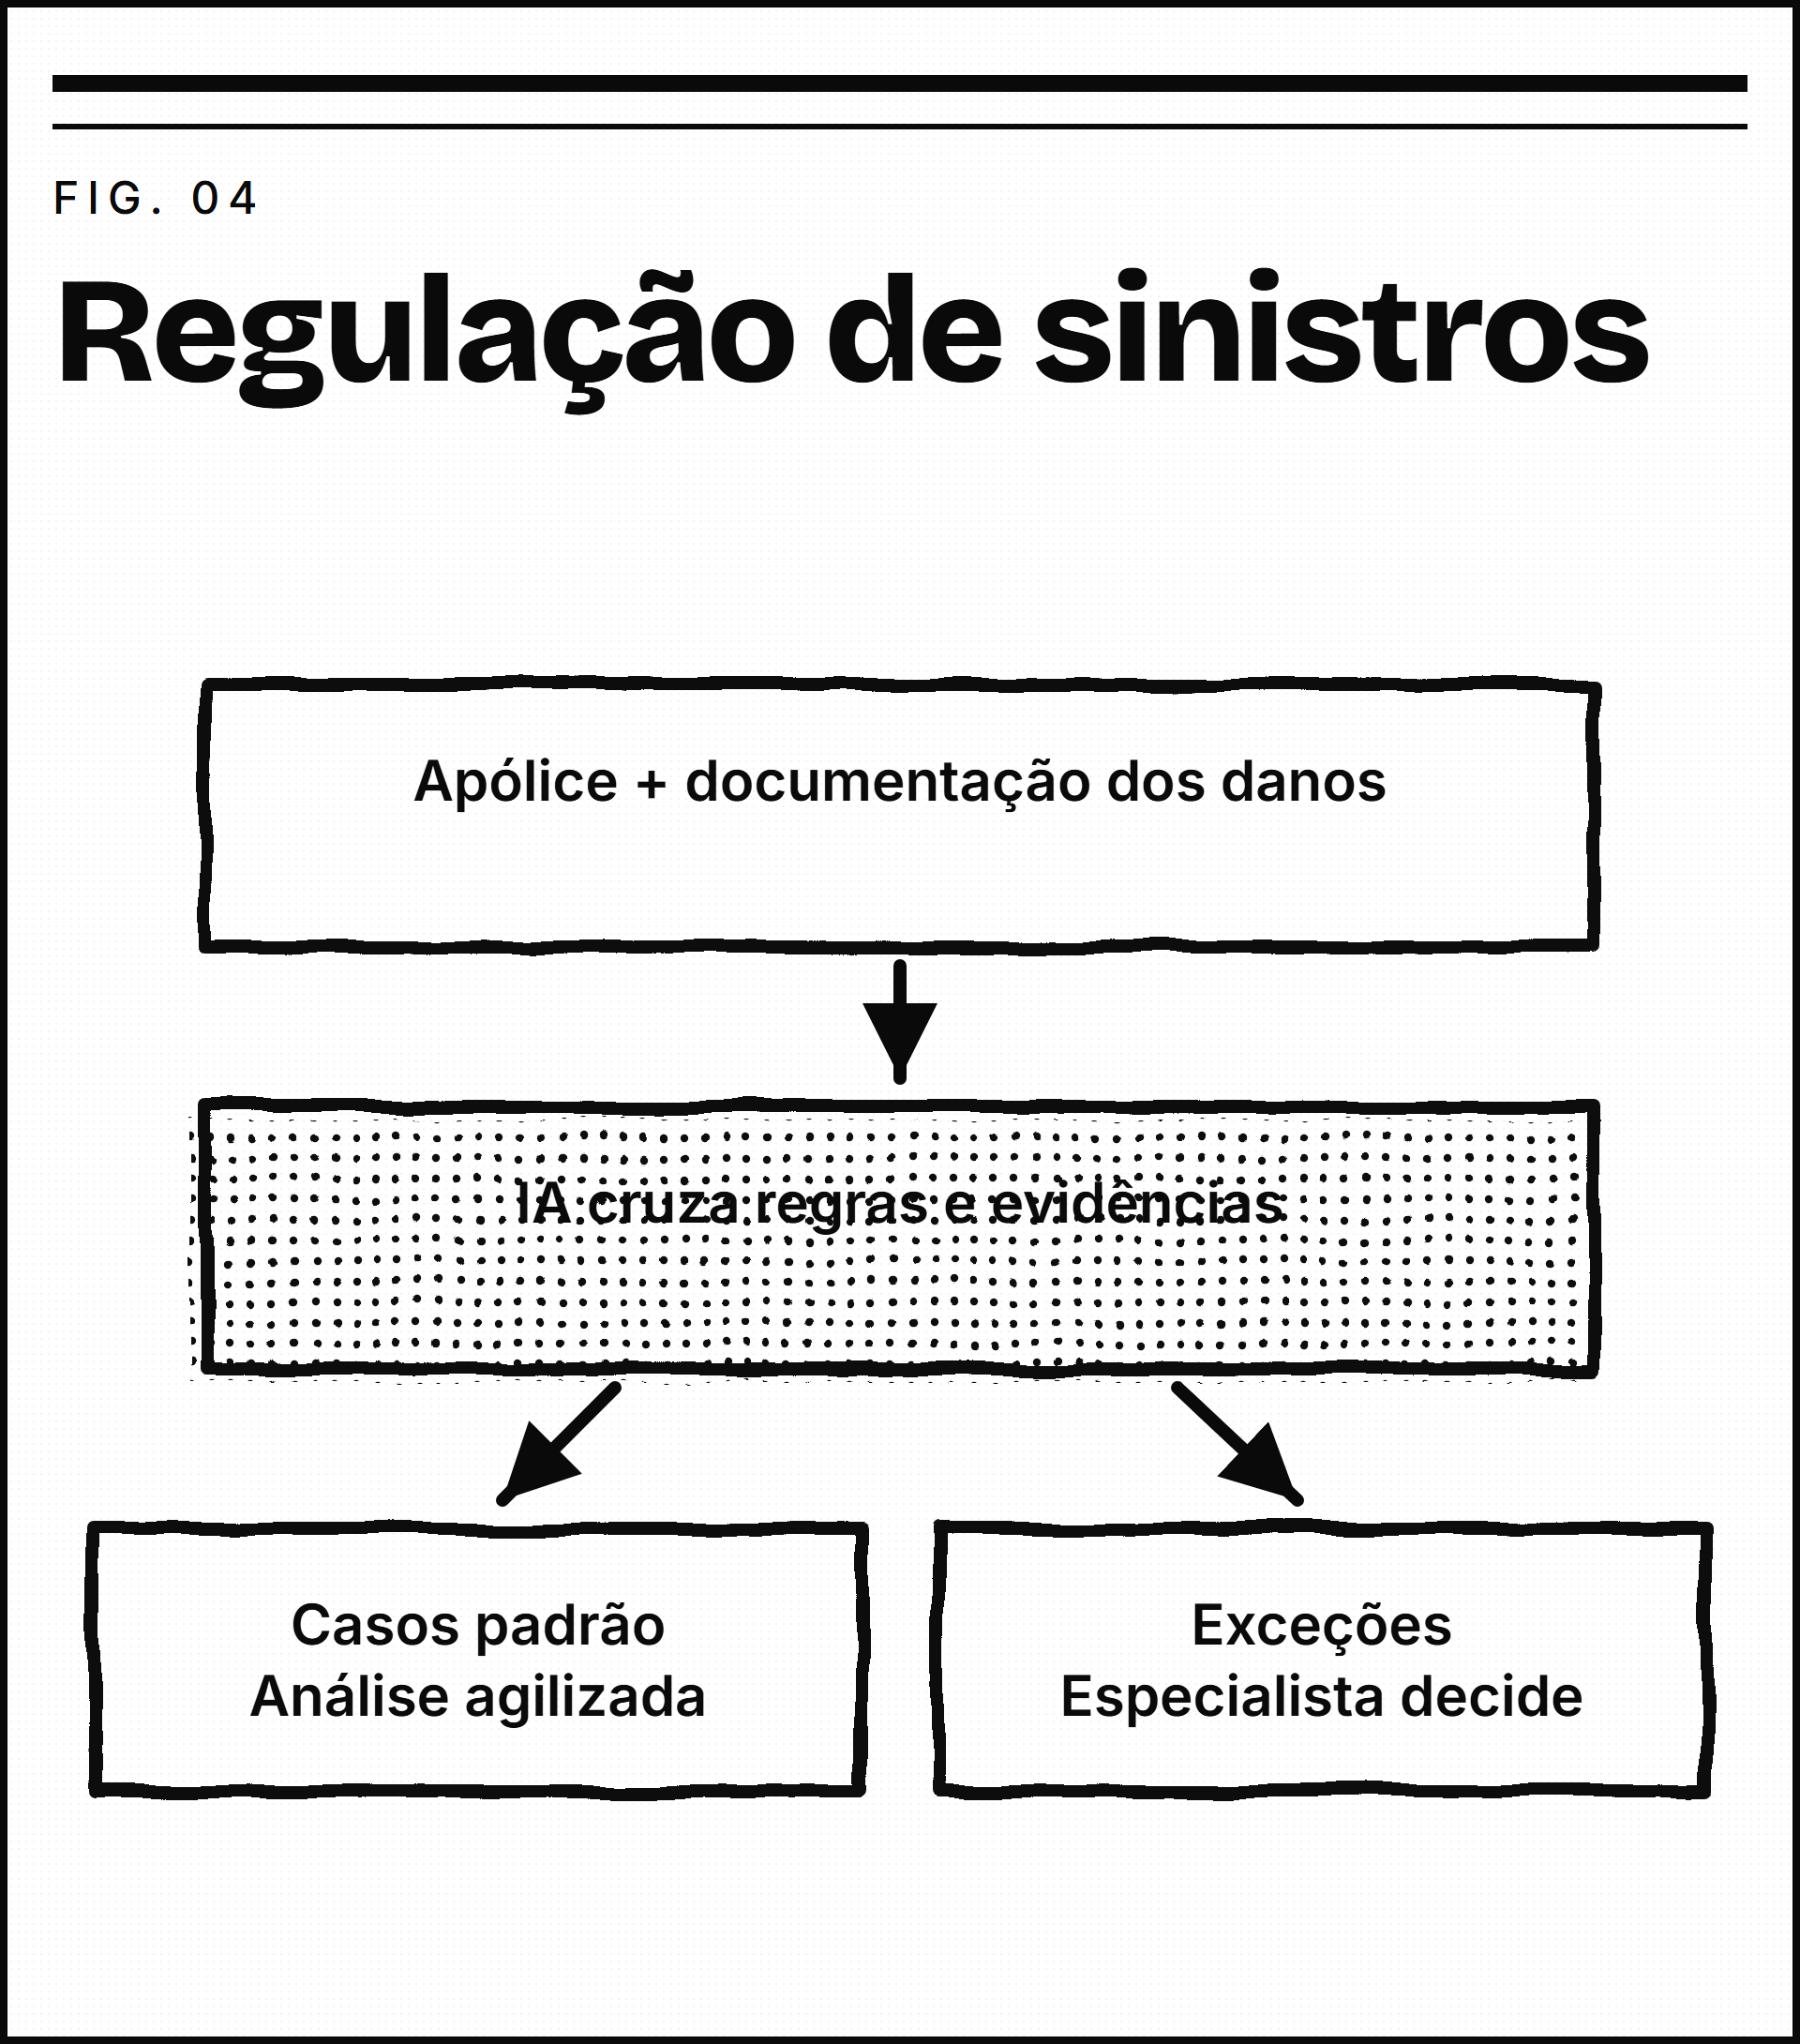 FIG. 04
Regulação de sinistros
Apólice + documentação dos danos
IA cruza regras e evidências
Casos padrão
Análise agilizada
Exceções
Especialista decide